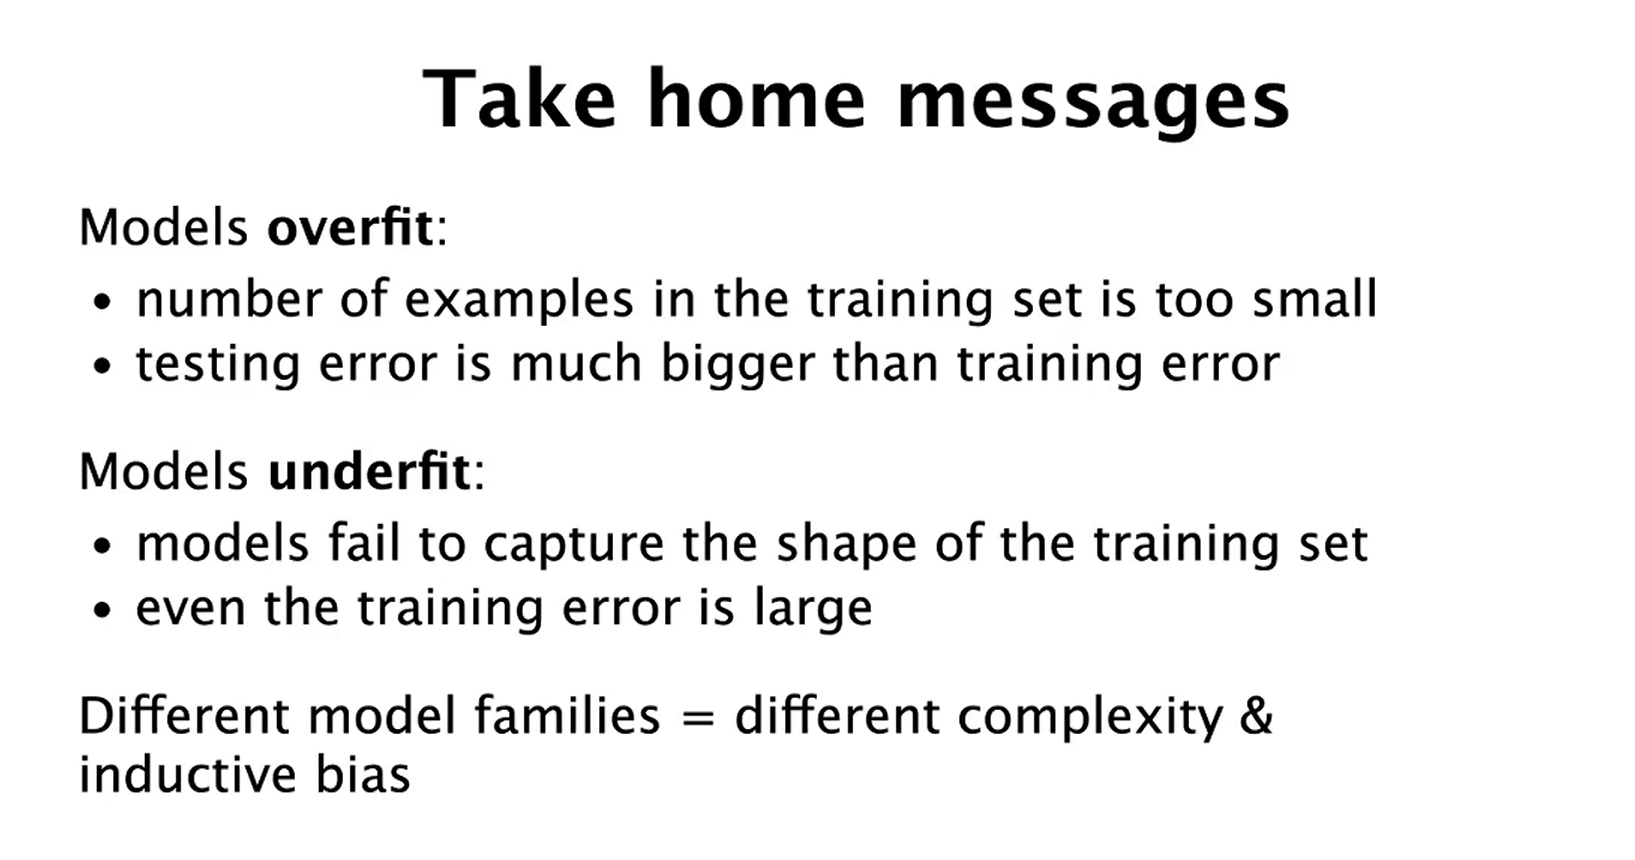 Take home messages
Models overfit:
• number of examples in the training set is too small
• testing error is much bigger than training error
Models underfit:
• models fail to capture the shape of the training set
• even the training error is large
Different model families = different complexity &
inductive bias